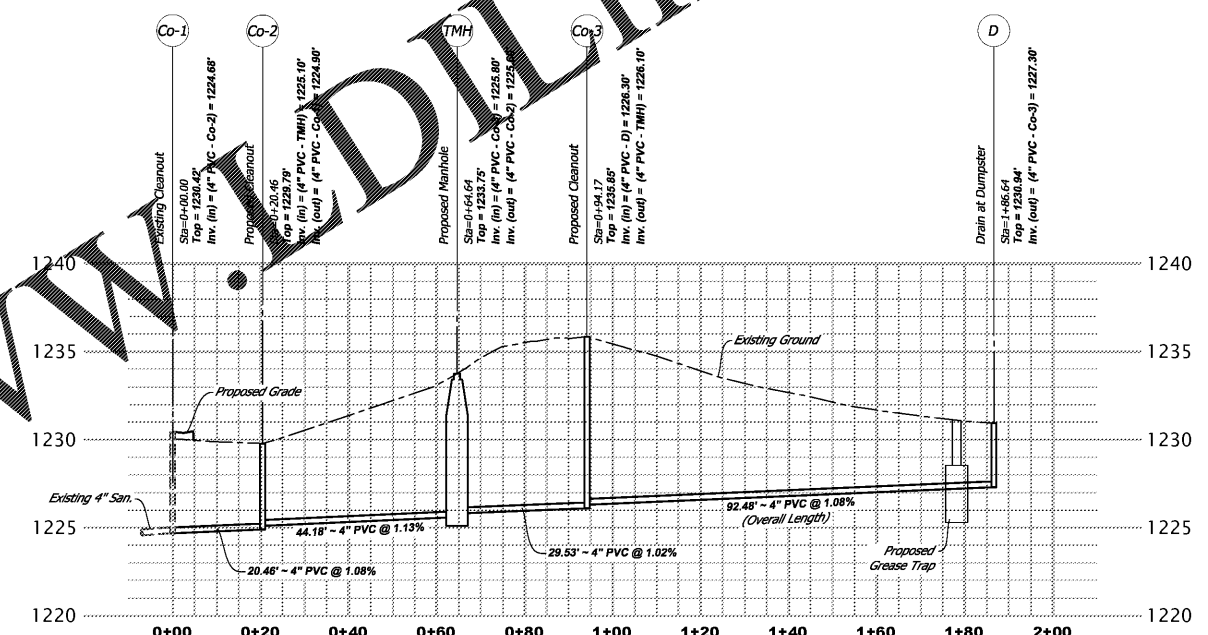 Co-1
Co-2
TMH
Co-3
D
Existing Cleanout
Sta=0+00.00
Top = 1230.42'
Inv. (in) = (4" PVC - Co-2) = 1224.68'
Proposed Cleanout
Sta=0+20.46
Top = 1229.79'
Inv. (in) = (4" PVC - TMH) = 1225.10'
Inv. (out) = (4" PVC - Co-1) = 1224.90'
Proposed Manhole
Sta=0+64.64
Top = 1233.75'
Inv. (in) = (4" PVC - Co-3) = 1225.80'
Inv. (out) = (4" PVC - Co-2) =
Proposed Cleanout
Sta=0+94.17
Top = 1235.85'
Inv. (in) = (4" PVC - D) = 1226.30'
Inv. (out) = (4" PVC - TMH) = 1226.10'
Drain at Dumpster
Sta=1+86.64
Top = 1230.94'
Inv. (out) = (4" PVC - Co-3) = 1227.30'
1240
1240
1235
Existing Ground
1235
Proposed Grade
1230
1230
Existing 4" San.
92.48' ~ 4" PVC @ 1.08%
(Overall Length)
1225
44.18' ~ 4" PVC @ 1.13%
1225
29.53' ~ 4" PVC @ 1.02%
Proposed
Grease Trap
20.46' ~ 4" PVC @ 1.08%
1220
1220
0+00 0+20 0+40 0+60 0+80 1+00 1+20 1+40 1+60 1+80 2+00